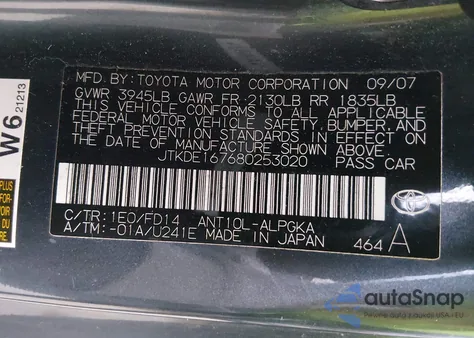 MFD. BY: TOYOTA MOTOR CORPORATION 09/07
GVWR 3945LB GAWR FR 2130LB RR 1835LB
THIS VEHICLE CONFORMS TO ALL APPLICABLE
FEDERAL MOTOR VEHICLE SAFETY, BUMPER, AND
THEFT PREVENTION STANDARDS IN EFFECT ON
THE DATE OF MANUFACTURE SHOWN ABOVE.
JTKDE167680253020 PASS CAR
C/TR: 1E0/FD14 ANT10L-ALPGKA
A/TM: -01A/U241E MADE IN JAPAN 464 A
W6 21213
PLUS
autoSnap